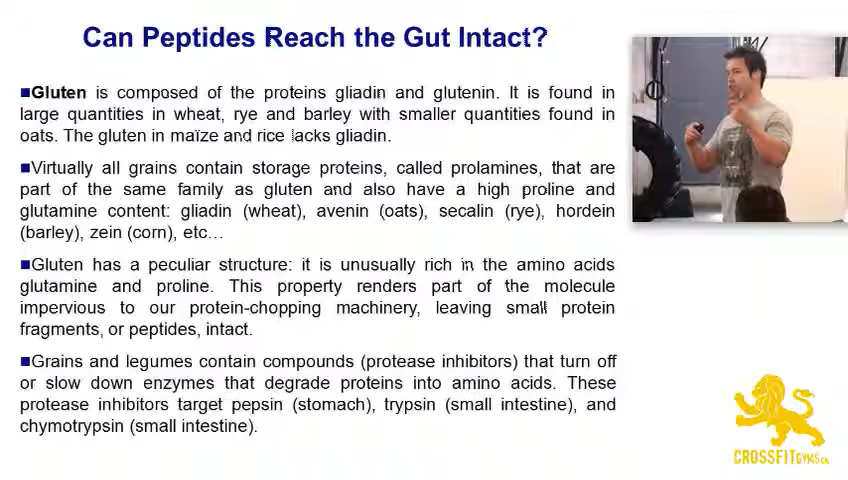 Can Peptides Reach the Gut Intact?
■Gluten is composed of the proteins gliadin and glutenin. It is found in
large quantities in wheat, rye and barley with smaller quantities found in
oats. The gluten in maïze and rice lacks gliadin.
■Virtually all grains contain storage proteins, called prolamines, that are
part of the same family as gluten and also have a high proline and
glutamine content: gliadin (wheat), avenin (oats), secalin (rye), hordein
(barley), zein (corn), etc…
■Gluten has a peculiar structure: it is unusually rich in the amino acids
glutamine and proline. This property renders part of the molecule
impervious to our protein-chopping machinery, leaving small protein
fragments, or peptides, intact.
■Grains and legumes contain compounds (protease inhibitors) that turn off
or slow down enzymes that degrade proteins into amino acids. These
protease inhibitors target pepsin (stomach), trypsin (small intestine), and
chymotrypsin (small intestine).
CROSSFITGYMS.CA